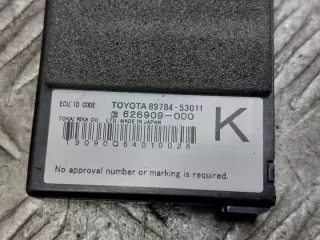 ECU, ID CODE TOYOTA 89784-53011
626909-000
TOKAI RIKA CO., LTD. MADE IN JAPAN
K
19090Q64010026
No approval number or marking is required.